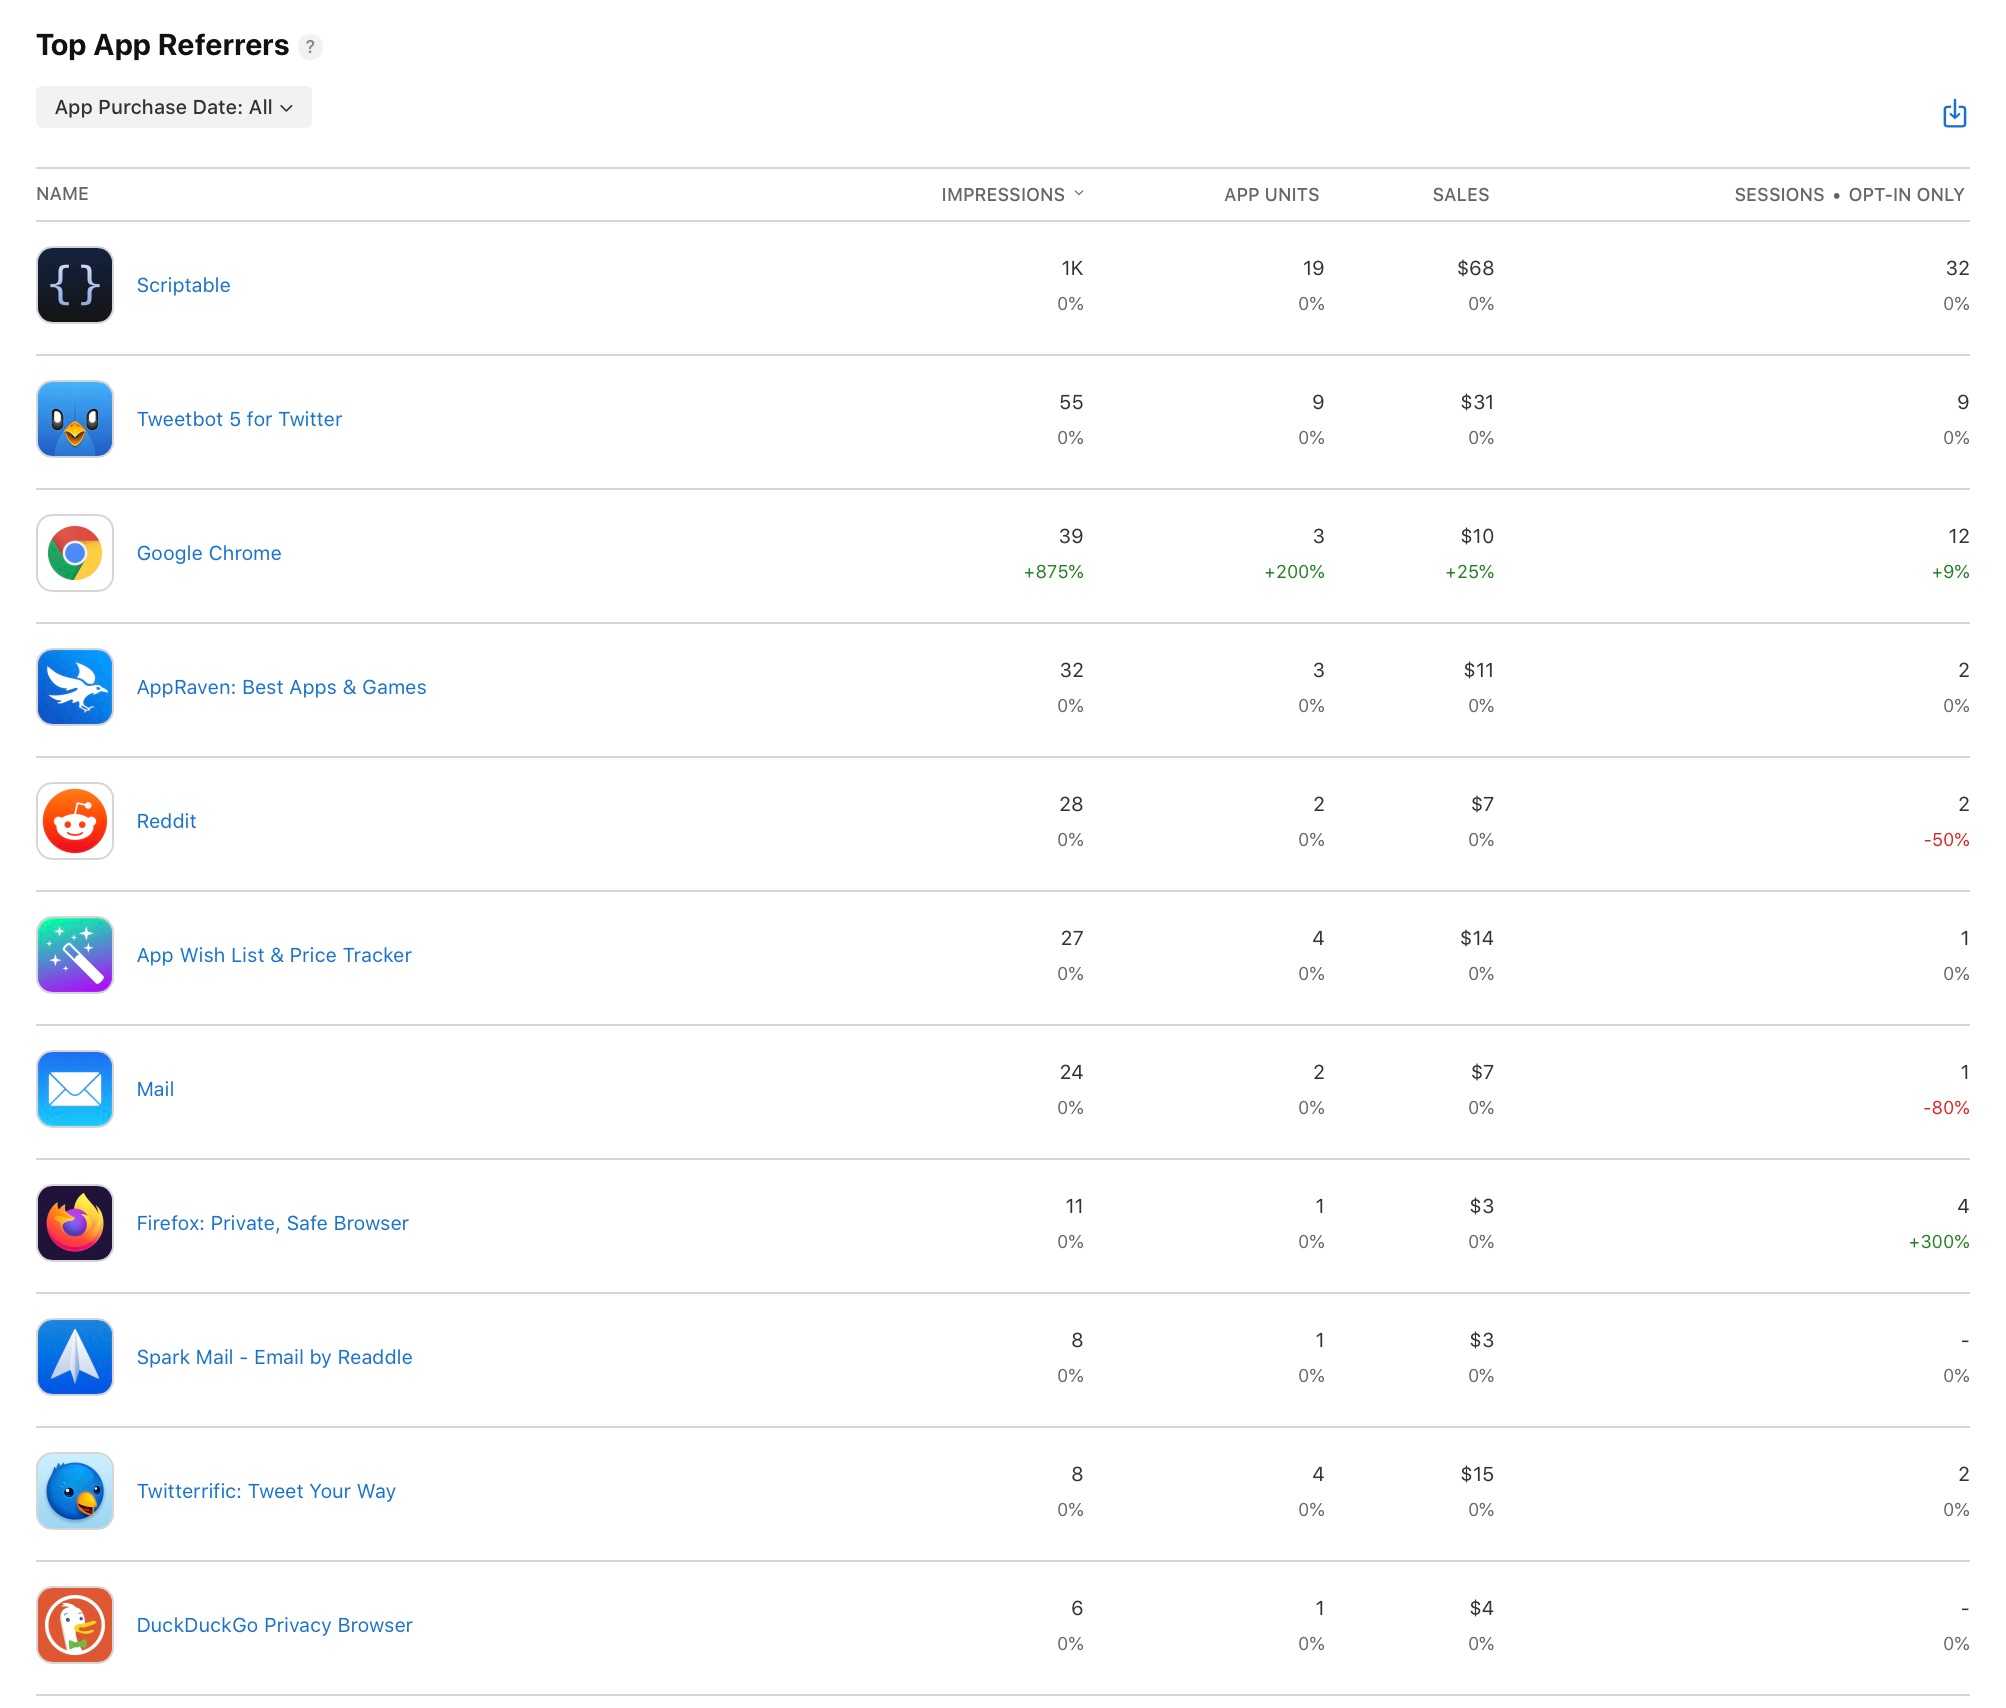 Top App Referrers ?
App Purchase Date: All
NAME IMPRESSIONS APP UNITS SALES SESSIONS • OPT-IN ONLY
{}
Scriptable
1K 19 $68 32
0% 0% 0% 0%
Tweetbot 5 for Twitter
55 9 $31 9
0% 0% 0% 0%
Google Chrome
39 3 $10 12
+875% +200% +25% +9%
AppRaven: Best Apps & Games
32 3 $11 2
0% 0% 0% 0%
Reddit
28 2 $7 2
0% 0% 0% -50%
App Wish List & Price Tracker
27 4 $14 1
0% 0% 0% 0%
Mail
24 2 $7 1
0% 0% 0% -80%
Firefox: Private, Safe Browser
11 1 $3 4
0% 0% 0% +300%
Spark Mail - Email by Readdle
8 1 $3 -
0% 0% 0% 0%
Twitterrific: Tweet Your Way
8 4 $15 2
0% 0% 0% 0%
DuckDuckGo Privacy Browser
6 1 $4 -
0% 0% 0% 0%